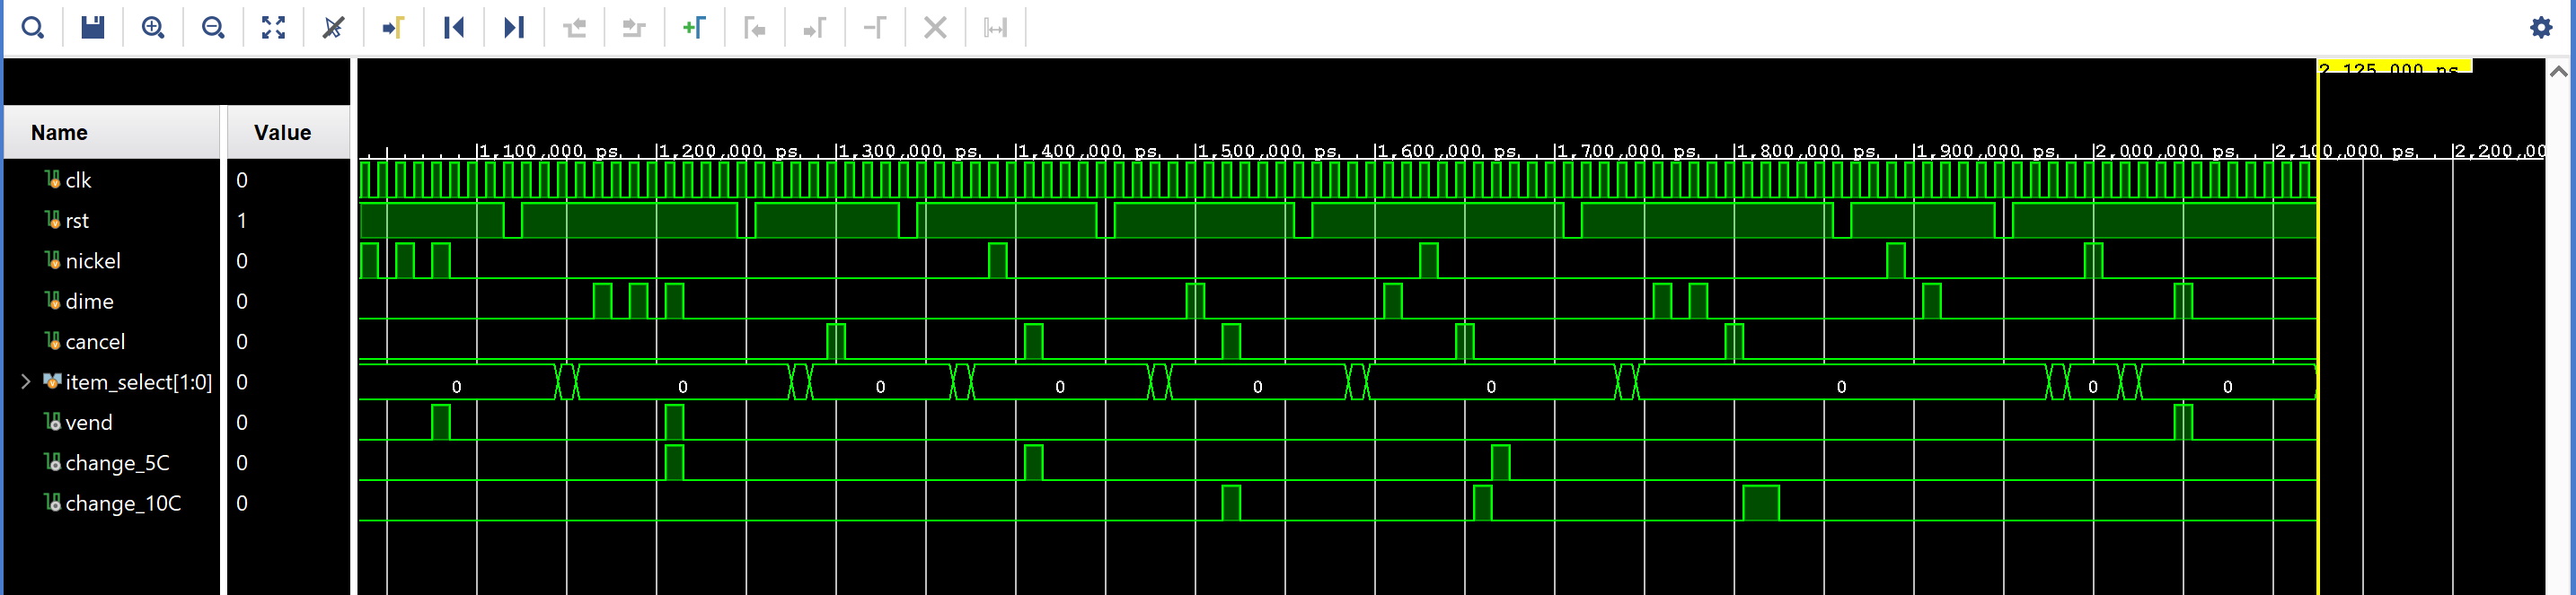 2,125,000 ps
Name Value
1,100,000 ps 1,200,000 ps 1,300,000 ps 1,400,000 ps 1,500,000 ps 1,600,000 ps 1,700,000 ps 1,800,000 ps 1,900,000 ps 2,000,000 ps 2,100,000 ps 2,200,00
clk 0
rst 1
nickel 0
dime 0
cancel 0
item_select[1:0] 0 0 0 0 0 0 0 0 0 0
vend 0
change_5C 0
change_10C 0